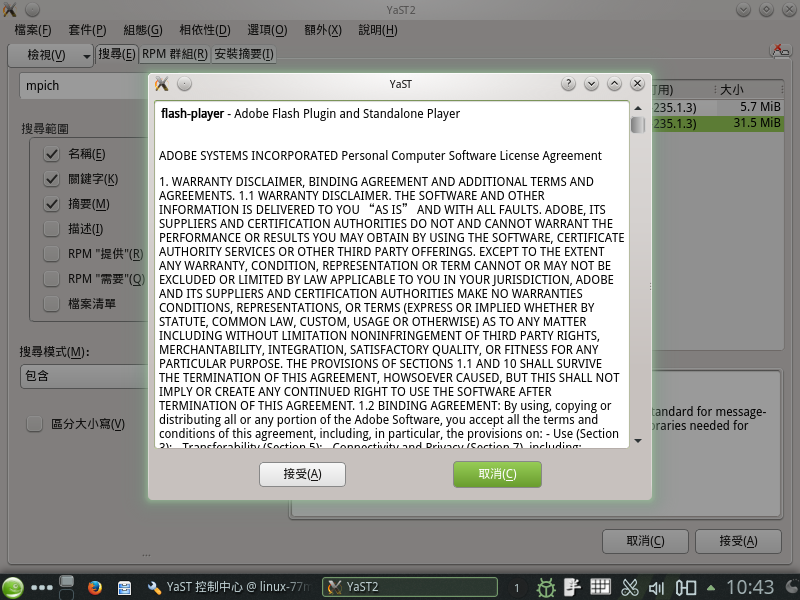 YaST2
檔案(F) 套件(P) 組態(G) 相依性(D) 選項(O) 額外(X) 說明(H)
檢視(V) 搜尋(E) RPM 群組(R) 安裝摘要(I)
mpich
搜尋範圍
名稱(E)
關鍵字(K)
摘要(M)
描述(I)
RPM "提供"(R)
RPM "需要"(Q)
檔案清單
搜尋模式(M):
包含
區分大小寫(V)
用) 大小
235.1.3) 5.7 MiB
235.1.3) 31.5 MiB
tandard for message-
raries needed for
取消(C) 接受(A)
YaST
flash-player - Adobe Flash Plugin and Standalone Player
ADOBE SYSTEMS INCORPORATED Personal Computer Software License Agreement
1. WARRANTY DISCLAIMER, BINDING AGREEMENT AND ADDITIONAL TERMS AND
AGREEMENTS. 1.1 WARRANTY DISCLAIMER. THE SOFTWARE AND OTHER
INFORMATION IS DELIVERED TO YOU “AS IS” AND WITH ALL FAULTS. ADOBE, ITS
SUPPLIERS AND CERTIFICATION AUTHORITIES DO NOT AND CANNOT WARRANT THE
PERFORMANCE OR RESULTS YOU MAY OBTAIN BY USING THE SOFTWARE, CERTIFICATE
AUTHORITY SERVICES OR OTHER THIRD PARTY OFFERINGS. EXCEPT TO THE EXTENT
ANY WARRANTY, CONDITION, REPRESENTATION OR TERM CANNOT OR MAY NOT BE
EXCLUDED OR LIMITED BY LAW APPLICABLE TO YOU IN YOUR JURISDICTION, ADOBE
AND ITS SUPPLIERS AND CERTIFICATION AUTHORITIES MAKE NO WARRANTIES
CONDITIONS, REPRESENTATIONS, OR TERMS (EXPRESS OR IMPLIED WHETHER BY
STATUTE, COMMON LAW, CUSTOM, USAGE OR OTHERWISE) AS TO ANY MATTER
INCLUDING WITHOUT LIMITATION NONINFRINGEMENT OF THIRD PARTY RIGHTS,
MERCHANTABILITY, INTEGRATION, SATISFACTORY QUALITY, OR FITNESS FOR ANY
PARTICULAR PURPOSE. THE PROVISIONS OF SECTIONS 1.1 AND 10 SHALL SURVIVE
THE TERMINATION OF THIS AGREEMENT, HOWSOEVER CAUSED, BUT THIS SHALL NOT
IMPLY OR CREATE ANY CONTINUED RIGHT TO USE THE SOFTWARE AFTER
TERMINATION OF THIS AGREEMENT. 1.2 BINDING AGREEMENT: By using, copying or
distributing all or any portion of the Adobe Software, you accept all the terms and
conditions of this agreement, including, in particular, the provisions on: - Use (Section
3); - Transferability (Section 5); - Connectivity and Privacy (Section 7), including:
接受(A) 取消(C)
YaST 控制中心 @ linux-77m YaST2 1 10:43